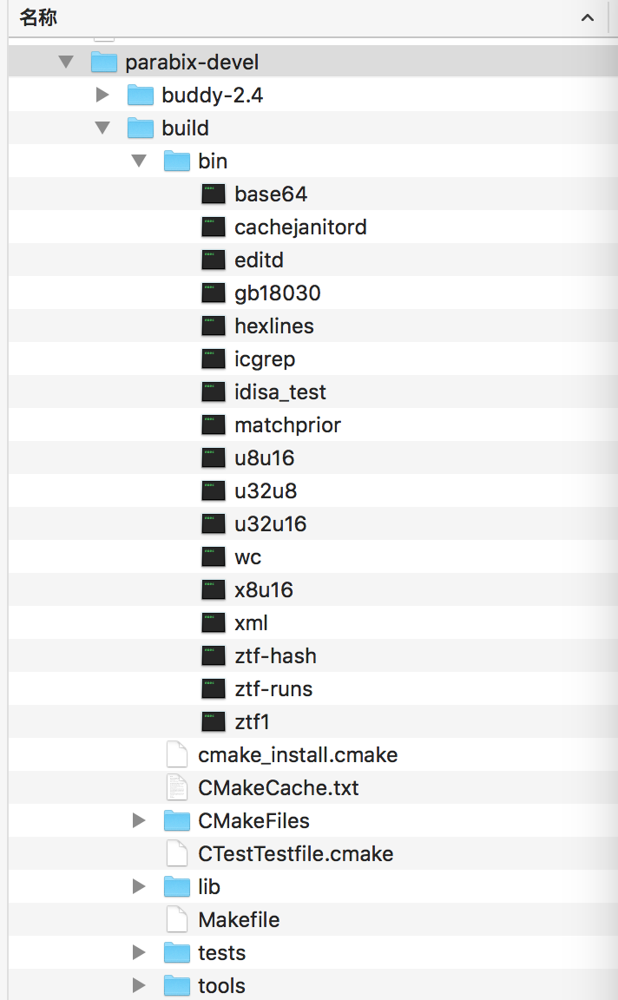 名称
parabix-devel
buddy-2.4
build
bin
base64
cachejanitord
editd
gb18030
hexlines
icgrep
idisa_test
matchprior
u8u16
u32u8
u32u16
wc
x8u16
xml
ztf-hash
ztf-runs
ztf1
cmake_install.cmake
CMakeCache.txt
CMakeFiles
CTestTestfile.cmake
lib
Makefile
tests
tools